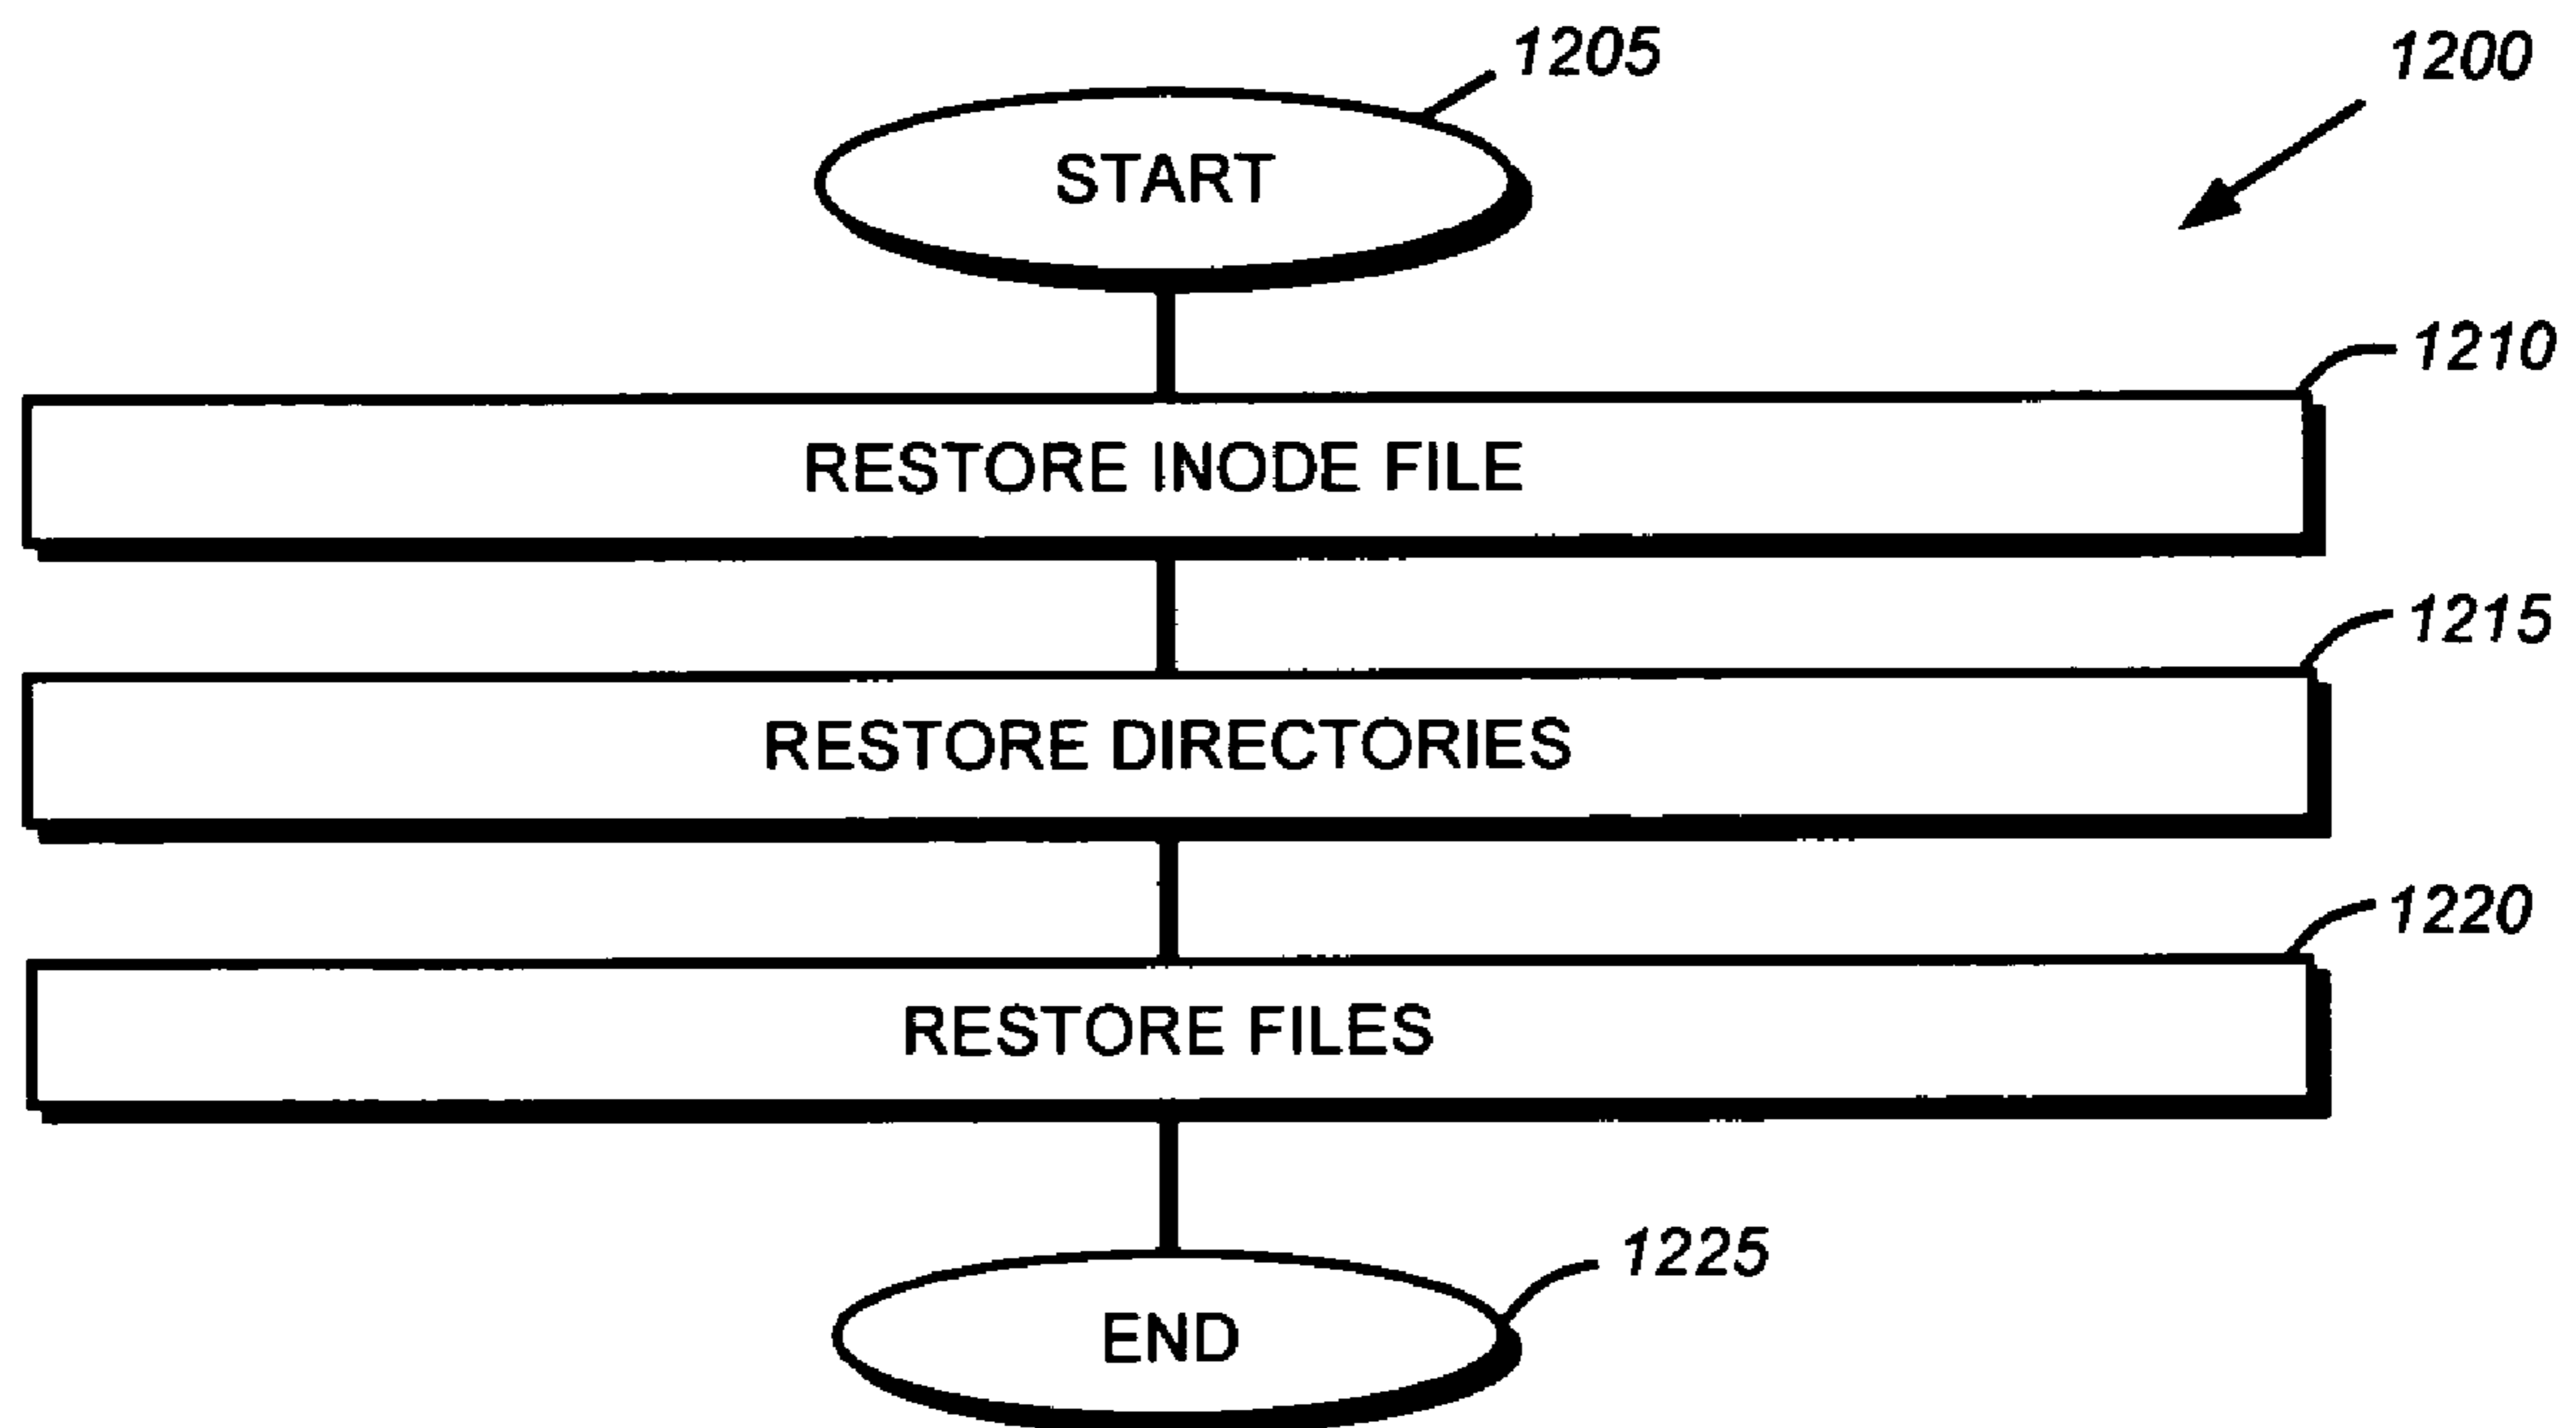 1205
1200
START
1210
RESTORE INODE FILE
1215
RESTORE DIRECTORIES
1220
RESTORE FILES
1225
END